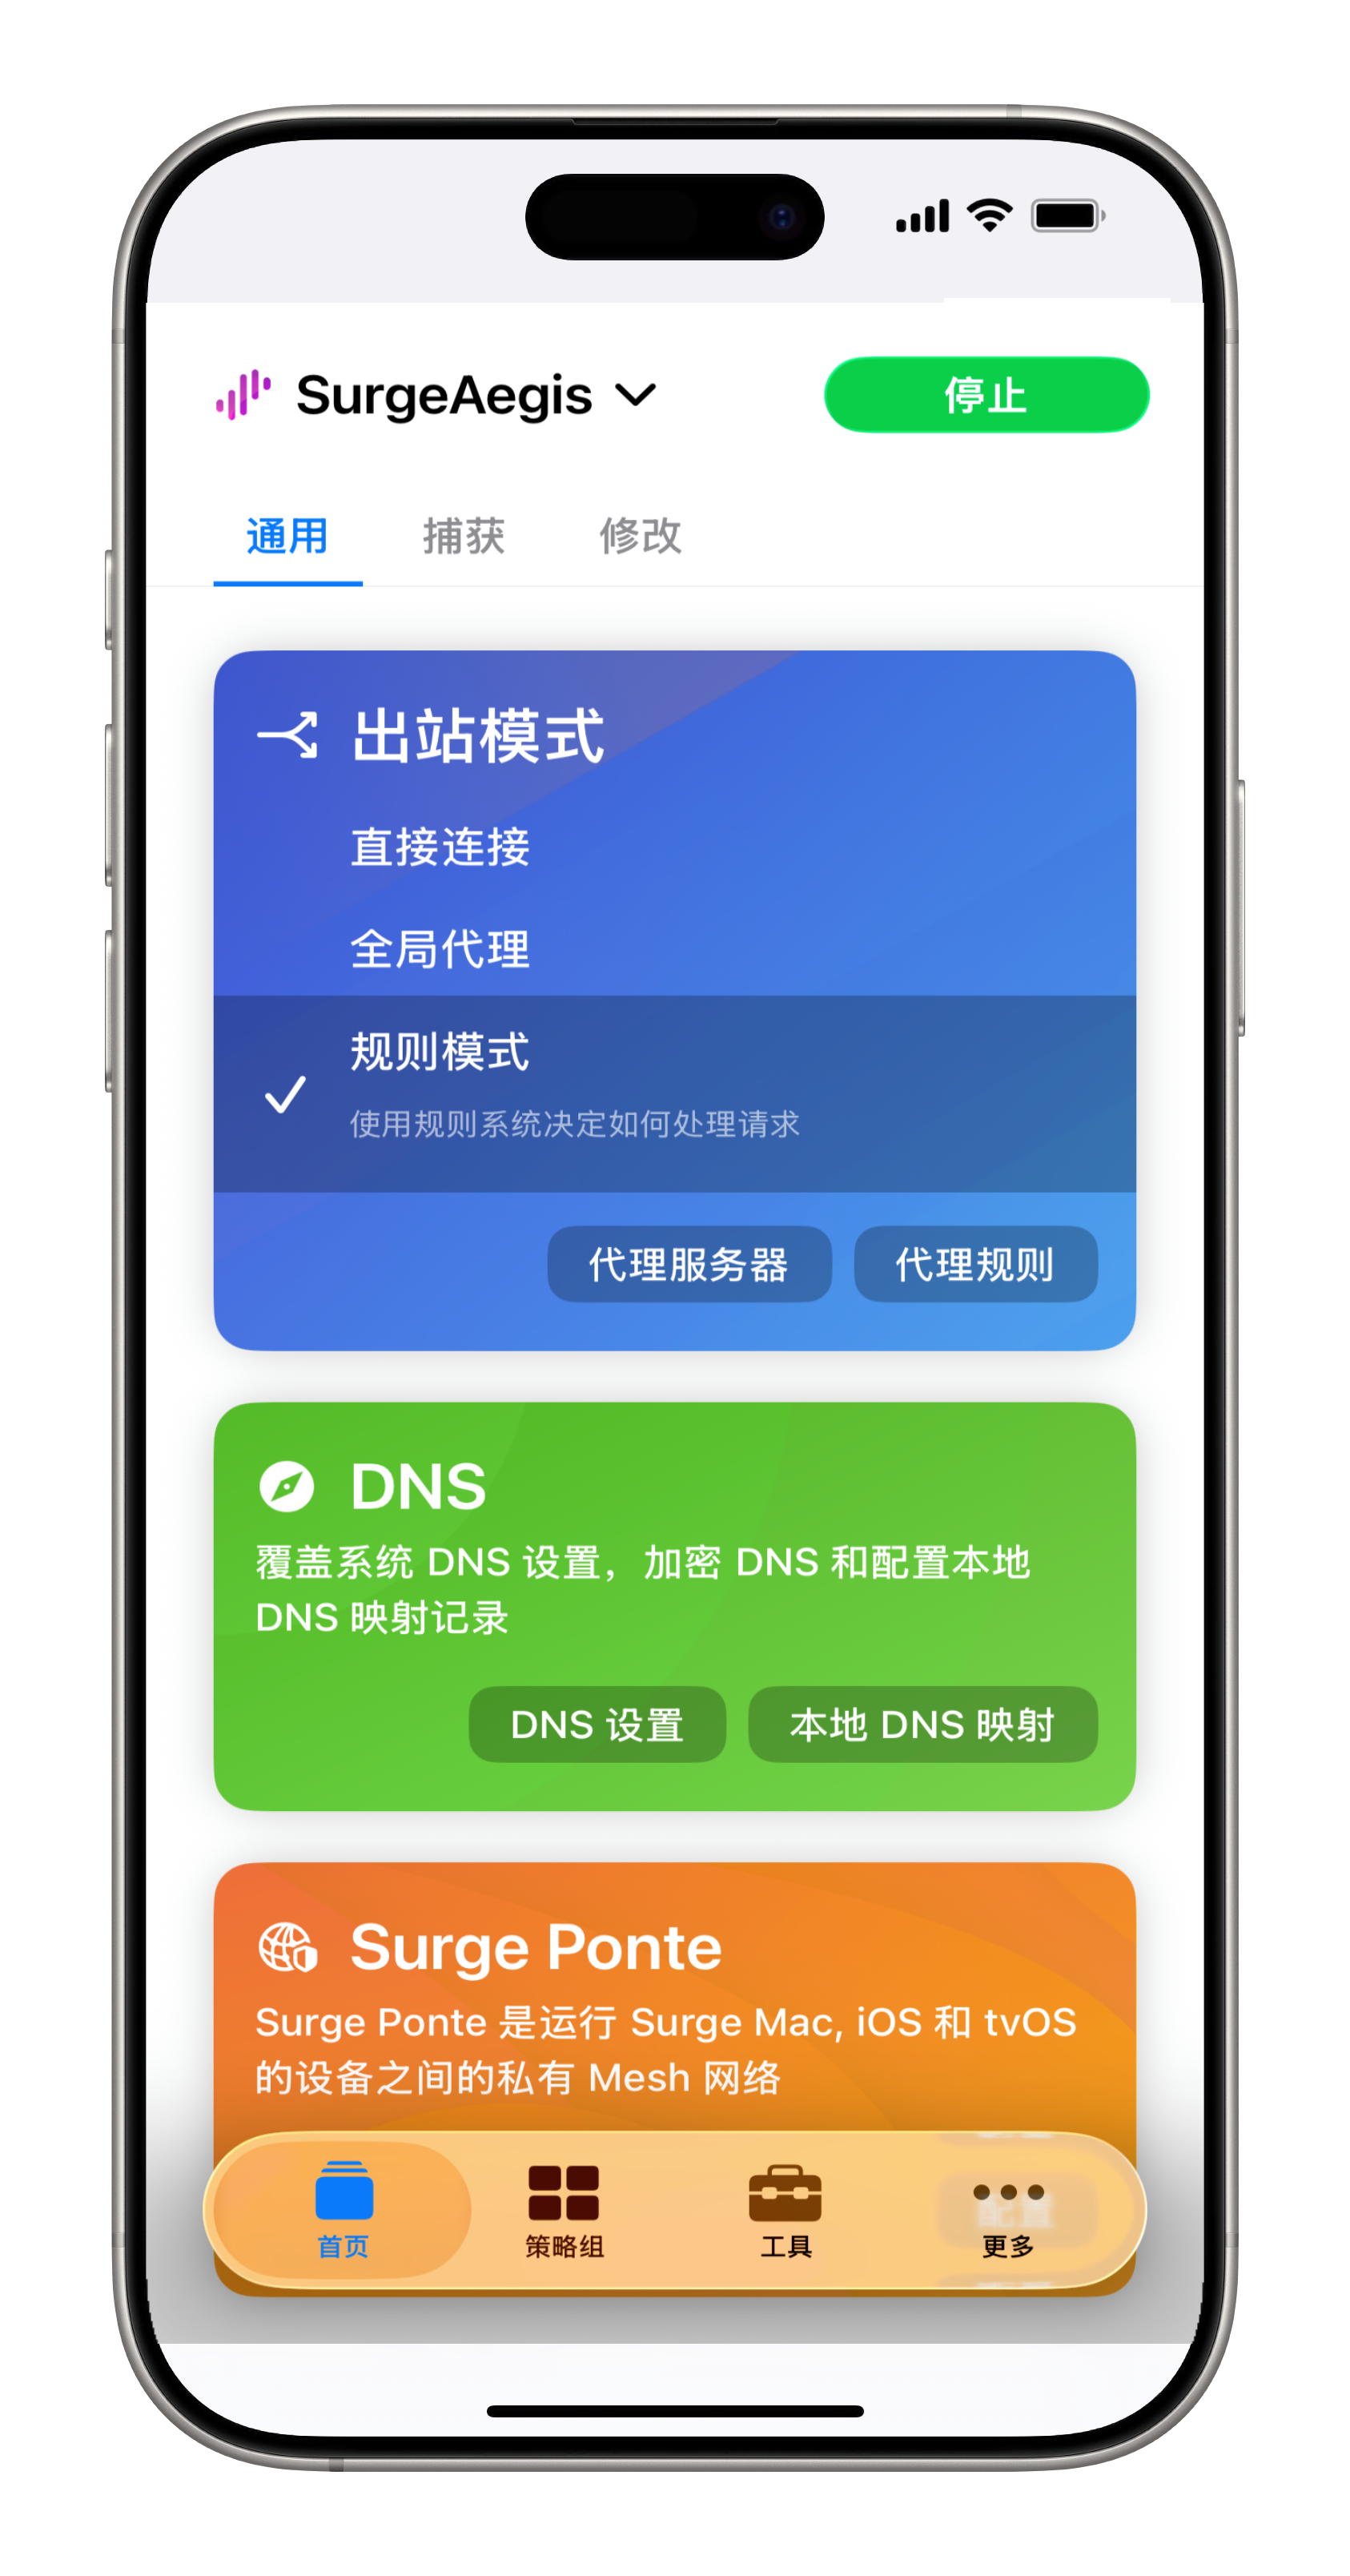 SurgeAegis
停止
通用 捕获 修改
出站模式
直接连接
全局代理
规则模式
使用规则系统决定如何处理请求
代理服务器 代理规则
DNS
覆盖系统 DNS 设置，加密 DNS 和配置本地
DNS 映射记录
DNS 设置 本地 DNS 映射
Surge Ponte
Surge Ponte 是运行 Surge Mac, iOS 和 tvOS
的设备之间的私有 Mesh 网络
配置
首页 策略组 工具 更多